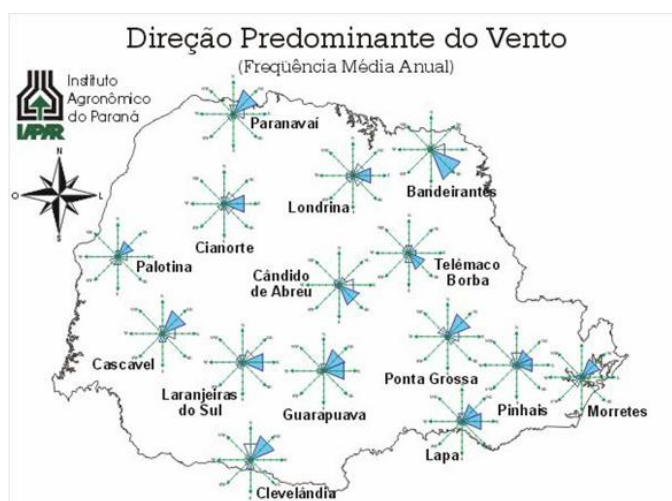 Direção Predominante do Vento
(Freqüência Média Anual)
Instituto
Agronômico
do Paraná
IAPAR
N
O
L
S
Paranavaí
Bandeirantes
Londrina
Cianorte
Palotina
Cândido
de Abreu
Telêmaco
Borba
Cascavel
Laranjeiras
do Sul
Guarapuava
Ponta Grossa
Pinhais
Morretes
Lapa
Clevelândia